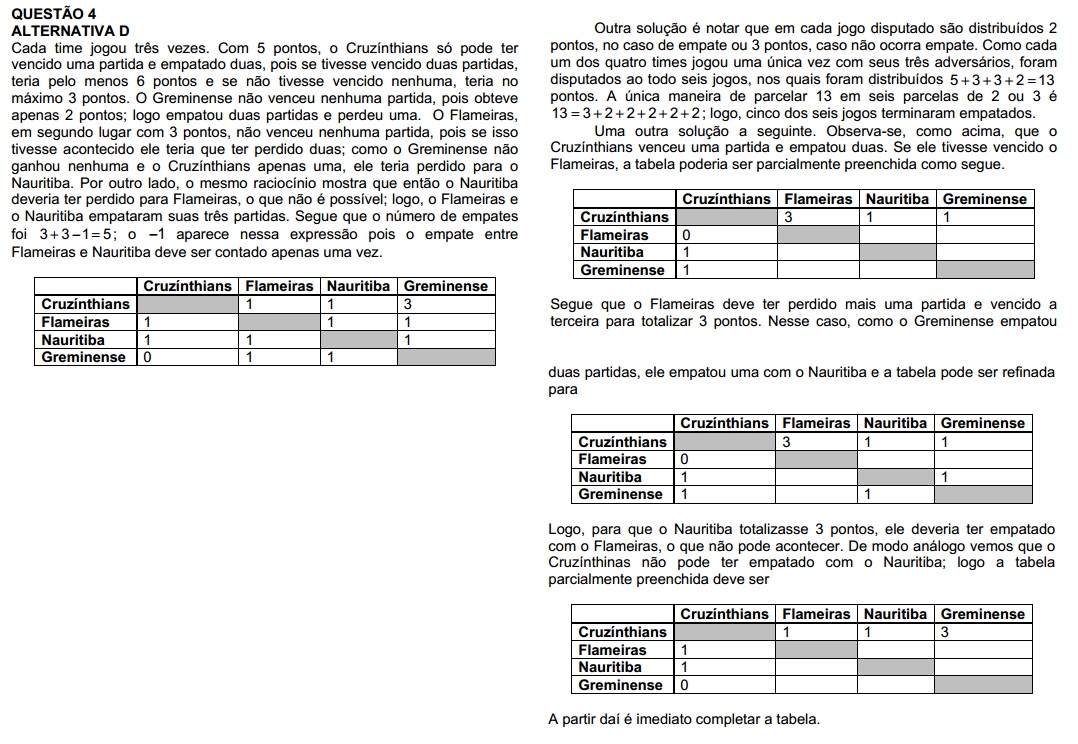 QUESTÃO 4
ALTERNATIVA D
Cada time jogou três vezes. Com 5 pontos, o Cruzínthians só pode ter
vencido uma partida e empatado duas, pois se tivesse vencido duas partidas,
teria pelo menos 6 pontos e se não tivesse vencido nenhuma, teria no
máximo 3 pontos. O Greminense não venceu nenhuma partida, pois obteve
apenas 2 pontos; logo empatou duas partidas e perdeu uma. O Flameiras,
em segundo lugar com 3 pontos, não venceu nenhuma partida, pois se isso
tivesse acontecido ele teria que ter perdido duas; como o Greminense não
ganhou nenhuma e o Cruzínthians apenas uma, ele teria perdido para o
Nauritiba. Por outro lado, o mesmo raciocínio mostra que então o Nauritiba
deveria ter perdido para Flameiras, o que não é possível; logo, o Flameiras e
o Nauritiba empataram suas três partidas. Segue que o número de empates
foi 3+3−1=5; o −1 aparece nessa expressão pois o empate entre
Flameiras e Nauritiba deve ser contado apenas uma vez.
Cruzínthians Flameiras Nauritiba Greminense
Cruzínthians 1 1 3
Flameiras 1 1 1
Nauritiba 1 1 1
Greminense 0 1 1
Outra solução é notar que em cada jogo disputado são distribuídos 2
pontos, no caso de empate ou 3 pontos, caso não ocorra empate. Como cada
um dos quatro times jogou uma única vez com seus três adversários, foram
disputados ao todo seis jogos, nos quais foram distribuídos 5+3+3+2=13
pontos. A única maneira de parcelar 13 em seis parcelas de 2 ou 3 é
13=3+2+2+2+2+2; logo, cinco dos seis jogos terminaram empatados.
Uma outra solução a seguinte. Observa-se, como acima, que o
Cruzínthians venceu uma partida e empatou duas. Se ele tivesse vencido o
Flameiras, a tabela poderia ser parcialmente preenchida como segue.
Cruzínthians Flameiras Nauritiba Greminense
Cruzínthians 3 1 1
Flameiras 0
Nauritiba 1
Greminense 1
Segue que o Flameiras deve ter perdido mais uma partida e vencido a
terceira para totalizar 3 pontos. Nesse caso, como o Greminense empatou
duas partidas, ele empatou uma com o Nauritiba e a tabela pode ser refinada
para
Cruzínthians Flameiras Nauritiba Greminense
Cruzínthians 3 1 1
Flameiras 0
Nauritiba 1 1
Greminense 1 1
Logo, para que o Nauritiba totalizasse 3 pontos, ele deveria ter empatado
com o Flameiras, o que não pode acontecer. De modo análogo vemos que o
Cruzínthinas não pode ter empatado com o Nauritiba; logo a tabela
parcialmente preenchida deve ser
Cruzínthians Flameiras Nauritiba Greminense
Cruzínthians 1 1 3
Flameiras 1
Nauritiba 1
Greminense 0
A partir daí é imediato completar a tabela.